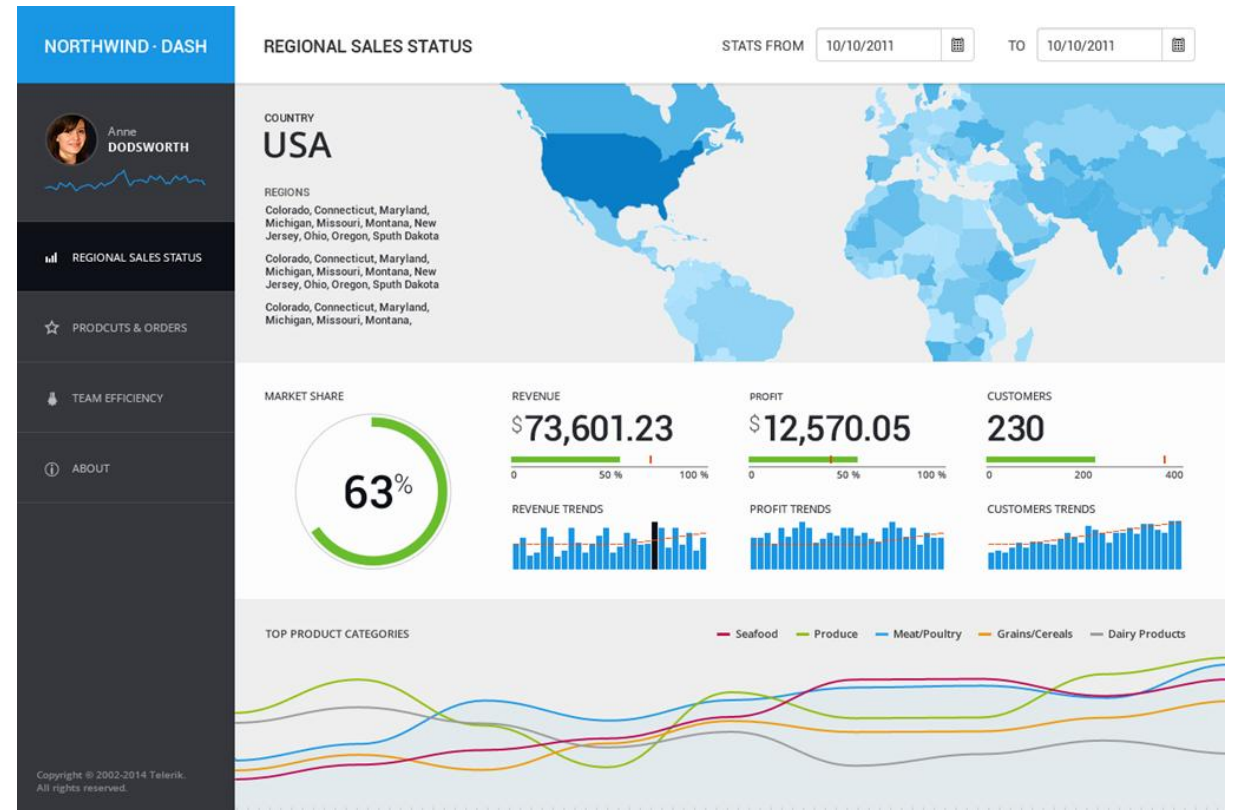 NORTHWIND · DASH
REGIONAL SALES STATUS
STATS FROM
10/10/2011
TO
10/10/2011
Anne
DODSWORTH
REGIONAL SALES STATUS
PRODCUTS & ORDERS
TEAM EFFICIENCY
ABOUT
Copyright © 2002-2014 Telerik.
All rights reserved.
COUNTRY
USA
REGIONS
Colorado, Connecticut, Maryland,
Michigan, Missouri, Montana, New
Jersey, Ohio, Oregon, Sputh Dakota
Colorado, Connecticut, Maryland,
Michigan, Missouri, Montana, New
Jersey, Ohio, Oregon, Sputh Dakota
Colorado, Connecticut, Maryland,
Michigan, Missouri, Montana,
MARKET SHARE
63%
REVENUE
$73,601.23
0 50 % 100 %
REVENUE TRENDS
PROFIT
$12,570.05
0 50 % 100 %
PROFIT TRENDS
CUSTOMERS
230
0 200 400
CUSTOMERS TRENDS
TOP PRODUCT CATEGORIES
Seafood Produce Meat/Poultry Grains/Cereals Dairy Products